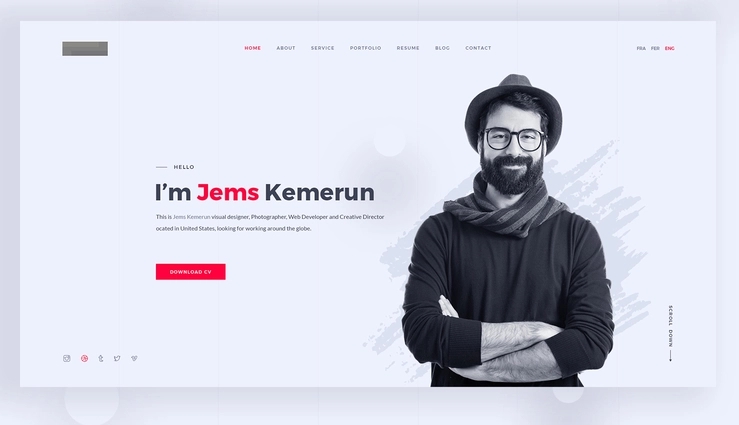 HOME ABOUT SERVICE PORTFOLIO RESUME BLOG CONTACT
FRA FER ENG
HELLO
I'm Jems Kemerun
This is Jems Kemerun visual designer, Photographer, Web Developer and Creative Director
ocated in United States, looking for working around the globe.
DOWNLOAD CV
SCROLL DOWN